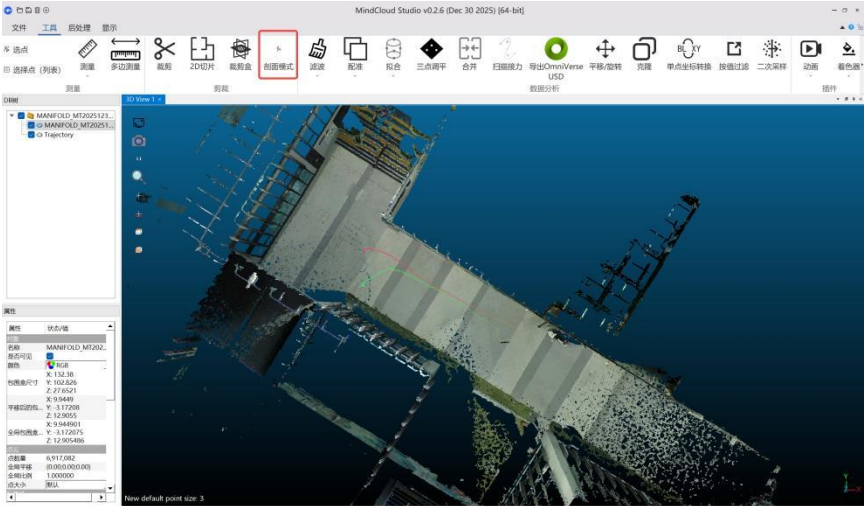 MindCloud Studio v0.2.6 (Dec 30 2025) [64-bit]
文件 工具 后处理 显示
选点
选择点（列表）
测量 多边测量 裁剪 2D切片 裁剪盒 剖面模式 滤波 配准 拟合 三点调平 合并 扫描接力 导出OmniVerse USD 平移/旋转 克隆 单点坐标转换 按值过滤 二次采样 动画 着色器
测量 剪裁 数据分析 插件
DB树
3D View 1 ×
MANIFOLD_MT2025123...
MANIFOLD_MT20251...
Trajectory
属性
属性 状态/值
名称 MANIFOLD_MT202..
是否可见
颜色 RGB
包围盒尺寸
X: 132.38
Y: 102.826
Z: 27.6521
平移后的包...
X: 9.9449
Y: -3.17208
Z: 12.9055
全局包围盒...
X: 9.944901
Y: -3.172075
Z: 12.905486
点数量 6,917,082
全局平移 (0.00;0.00;0.00)
全局比例 1.000000
点大小 默认
New default point size: 3
Y